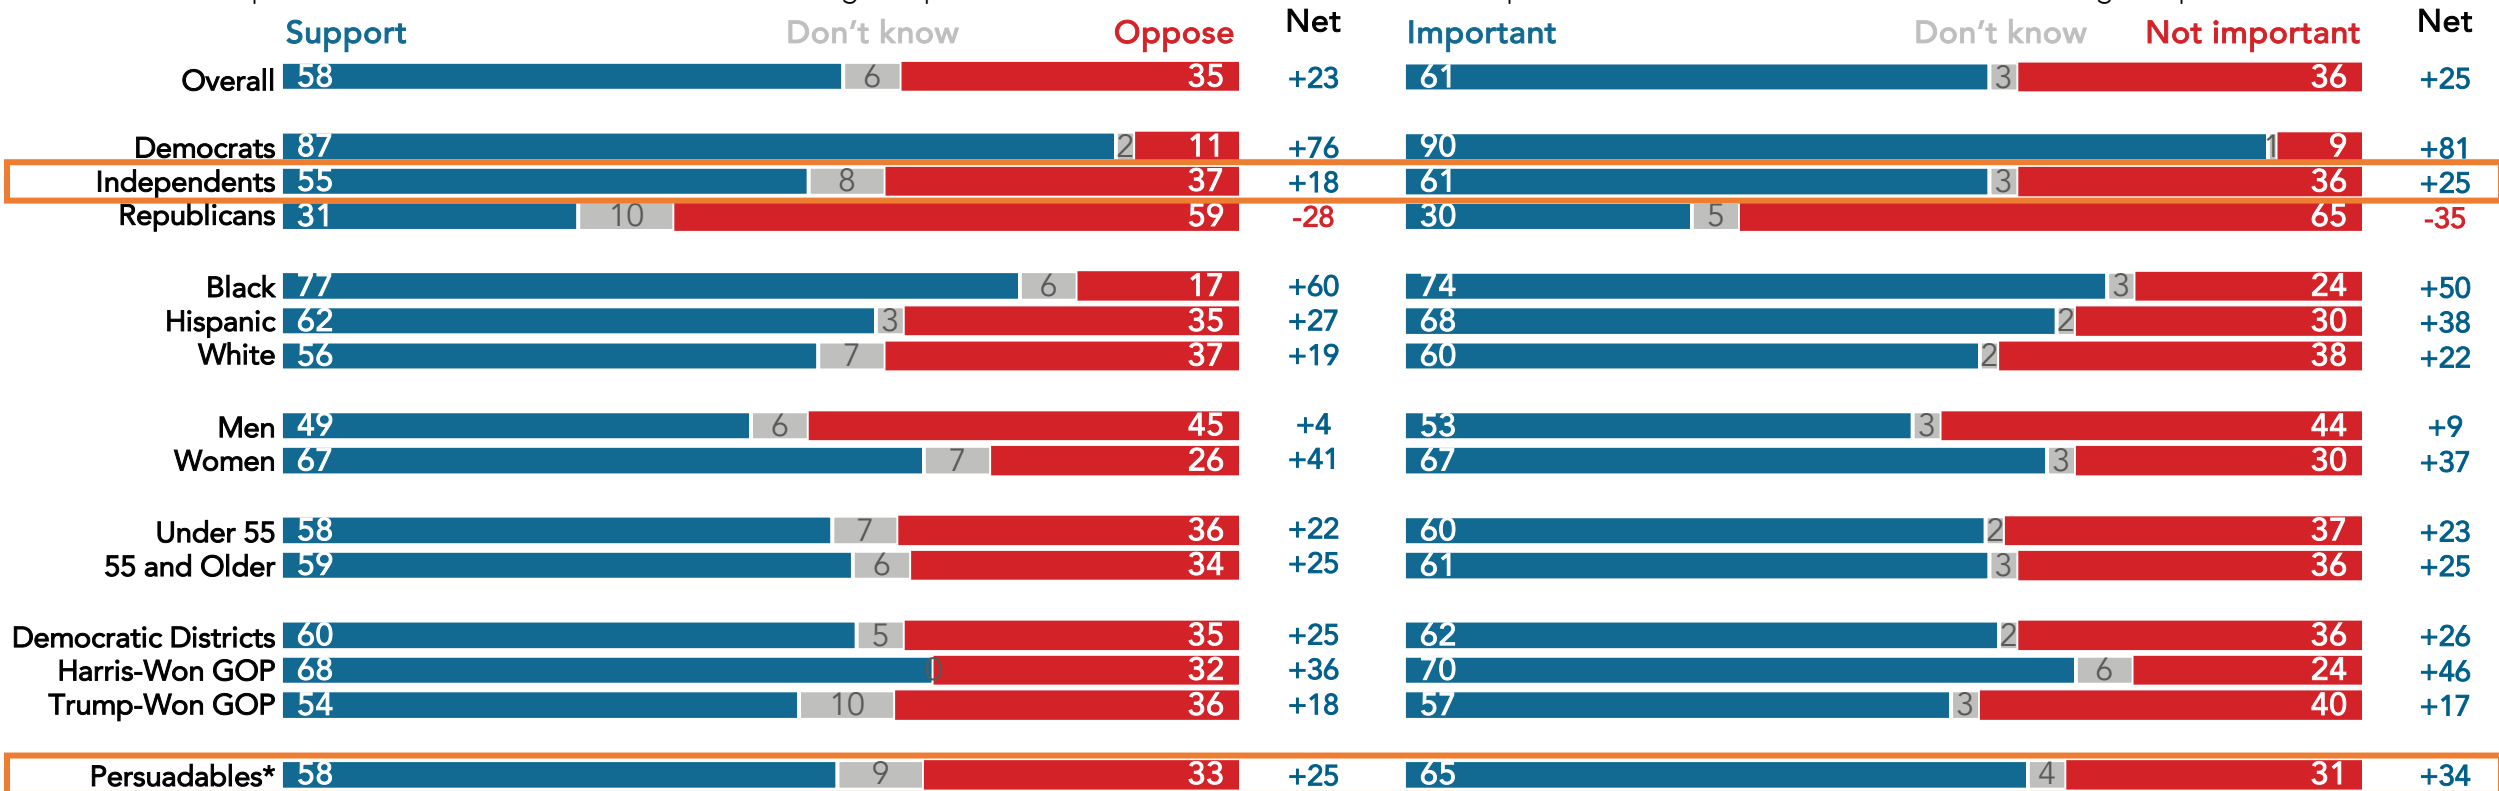 Support Don't know Oppose Net Important Don't know Not important Net
Overall 58 6 35 +23 61 3 36 +25
Democrats 87 2 11 +76 90 1 9 +81
Independents 55 8 37 +18 61 3 36 +25
Republicans 31 10 59 -28 30 5 65 -35
Black 77 6 17 +60 74 3 24 +50
Hispanic 62 3 35 +27 68 2 30 +38
White 56 7 37 +19 60 2 38 +22
Men 49 6 45 +4 53 3 44 +9
Women 67 7 26 +41 67 3 30 +37
Under 55 58 7 36 +22 60 2 37 +23
55 and Older 59 6 34 +25 61 3 36 +25
Democratic Districts 60 5 35 +25 62 2 36 +26
Harris-Won GOP 68 0 32 +36 70 6 24 +46
Trump-Won GOP 54 10 36 +18 57 3 40 +17
Persuadables* 58 9 33 +25 65 4 31 +34